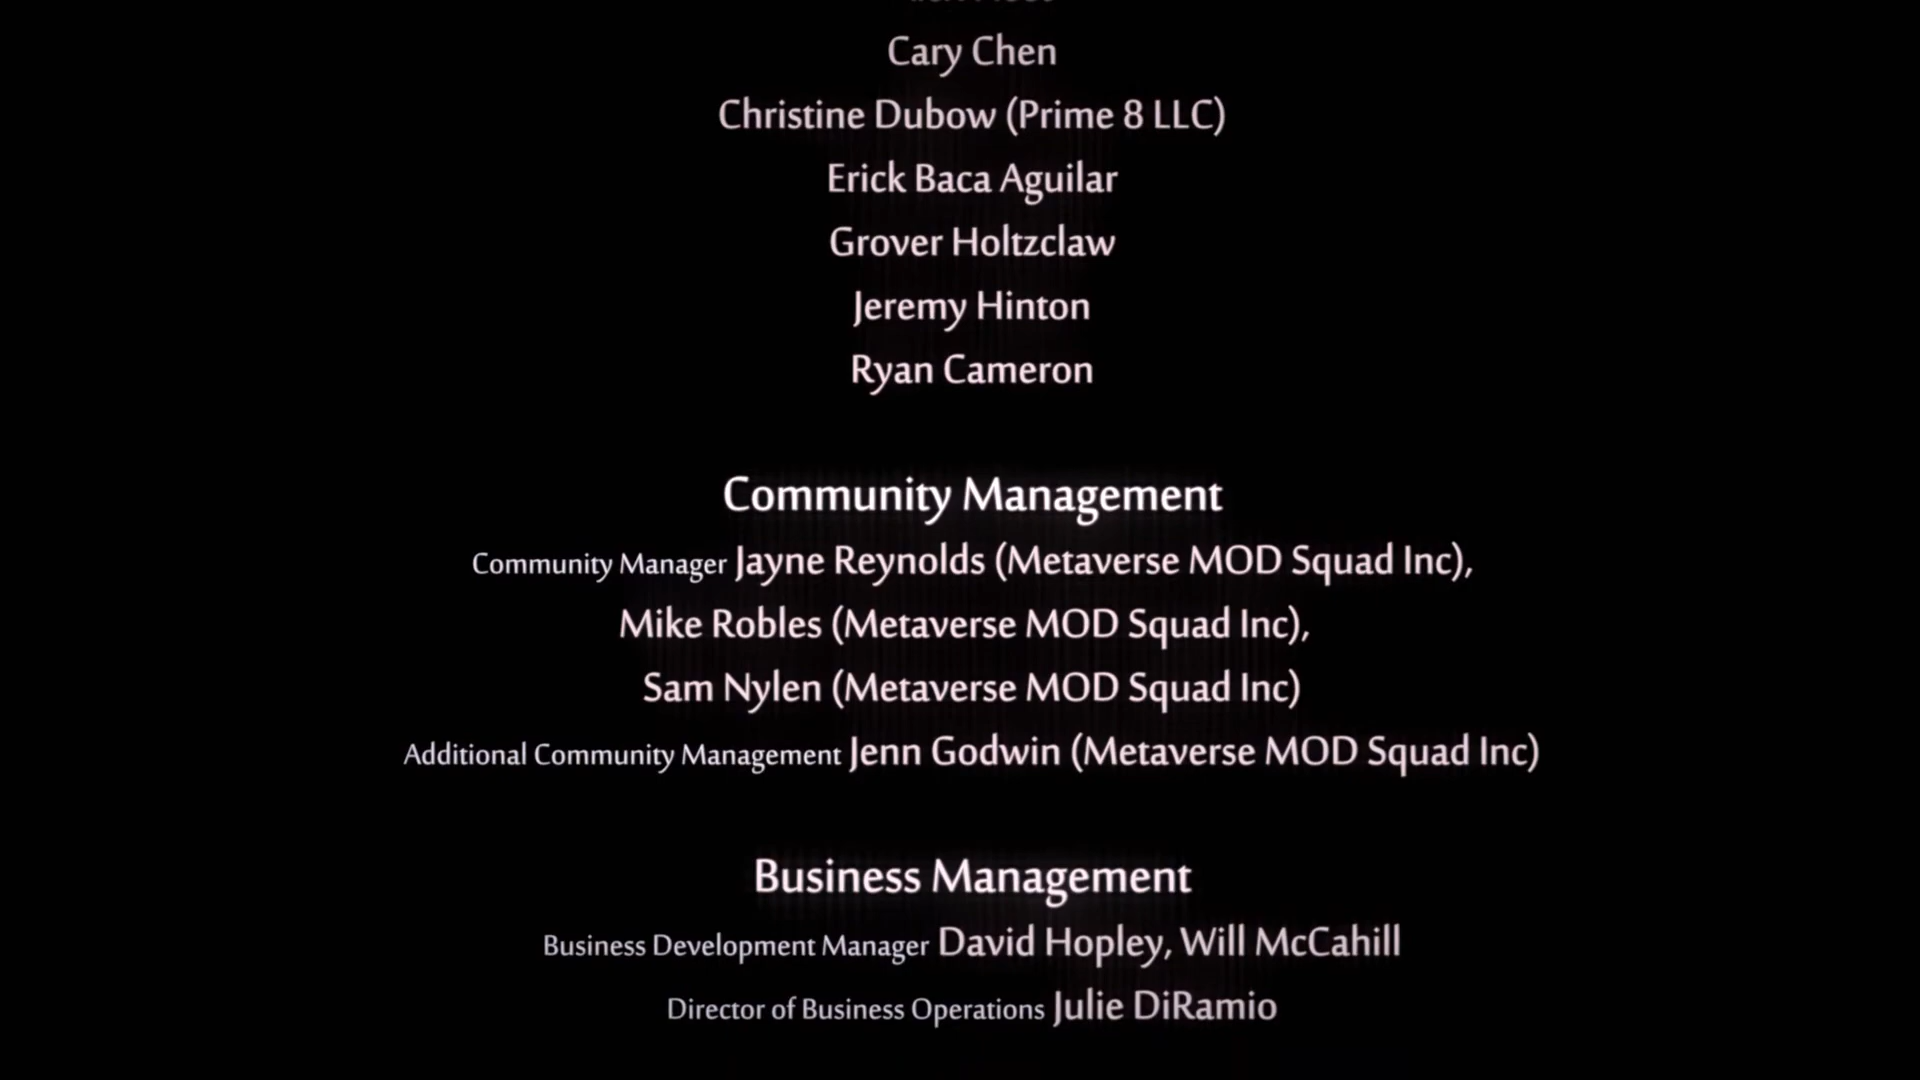 Cary Chen
Christine Dubow (Prime 8 LLC)
Erick Baca Aguilar
Grover Holtzclaw
Jeremy Hinton
Ryan Cameron
Community Management
Community Manager Jayne Reynolds (Metaverse MOD Squad Inc),
Mike Robles (Metaverse MOD Squad Inc),
Sam Nylen (Metaverse MOD Squad Inc)
Additional Community Management Jenn Godwin (Metaverse MOD Squad Inc)
Business Management
Business Development Manager David Hopley, Will McCahill
Director of Business Operations Julie DiRamio